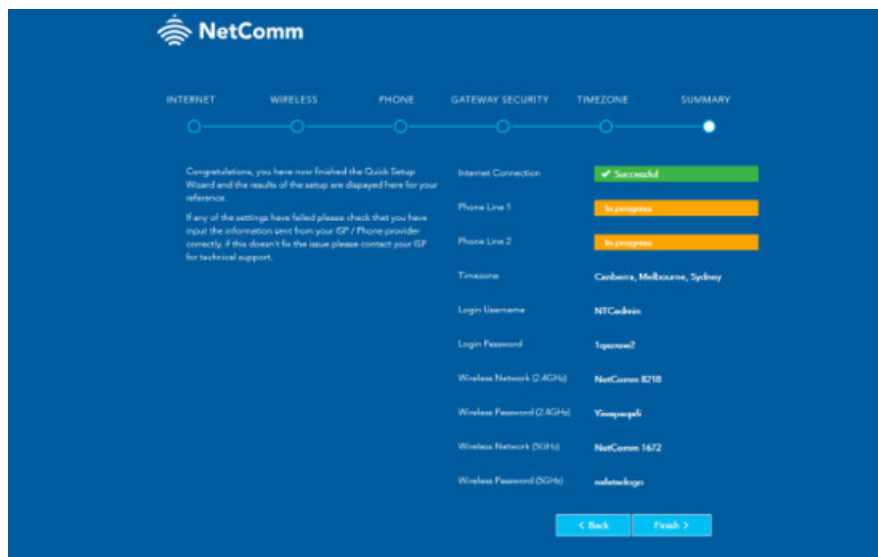 NetComm
INTERNET WIRELESS PHONE GATEWAY SECURITY TIMEZONE SUMMARY
Congratulations, you have now finished the Quick Setup
Wizard and the results of the setup are dispayed here for your
reference.
If any of the settings have failed please check that you have
input the information sent from your ISP / Phone provider
correctly, if this doesn't fix the issue please contact your ISP
for technical support.
Internet Connection Successful
Phone Line 1 In progress
Phone Line 2 In progress
Timezone Canberra, Melbourne, Sydney
Login Username NTCadmin
Login Password
Wireless Network (2.4GHz) NetComm 8218
Wireless Password (2.4GHz)
Wireless Network (5GHz) NetComm 1672
Wireless Password (5GHz)
< Back Finish >